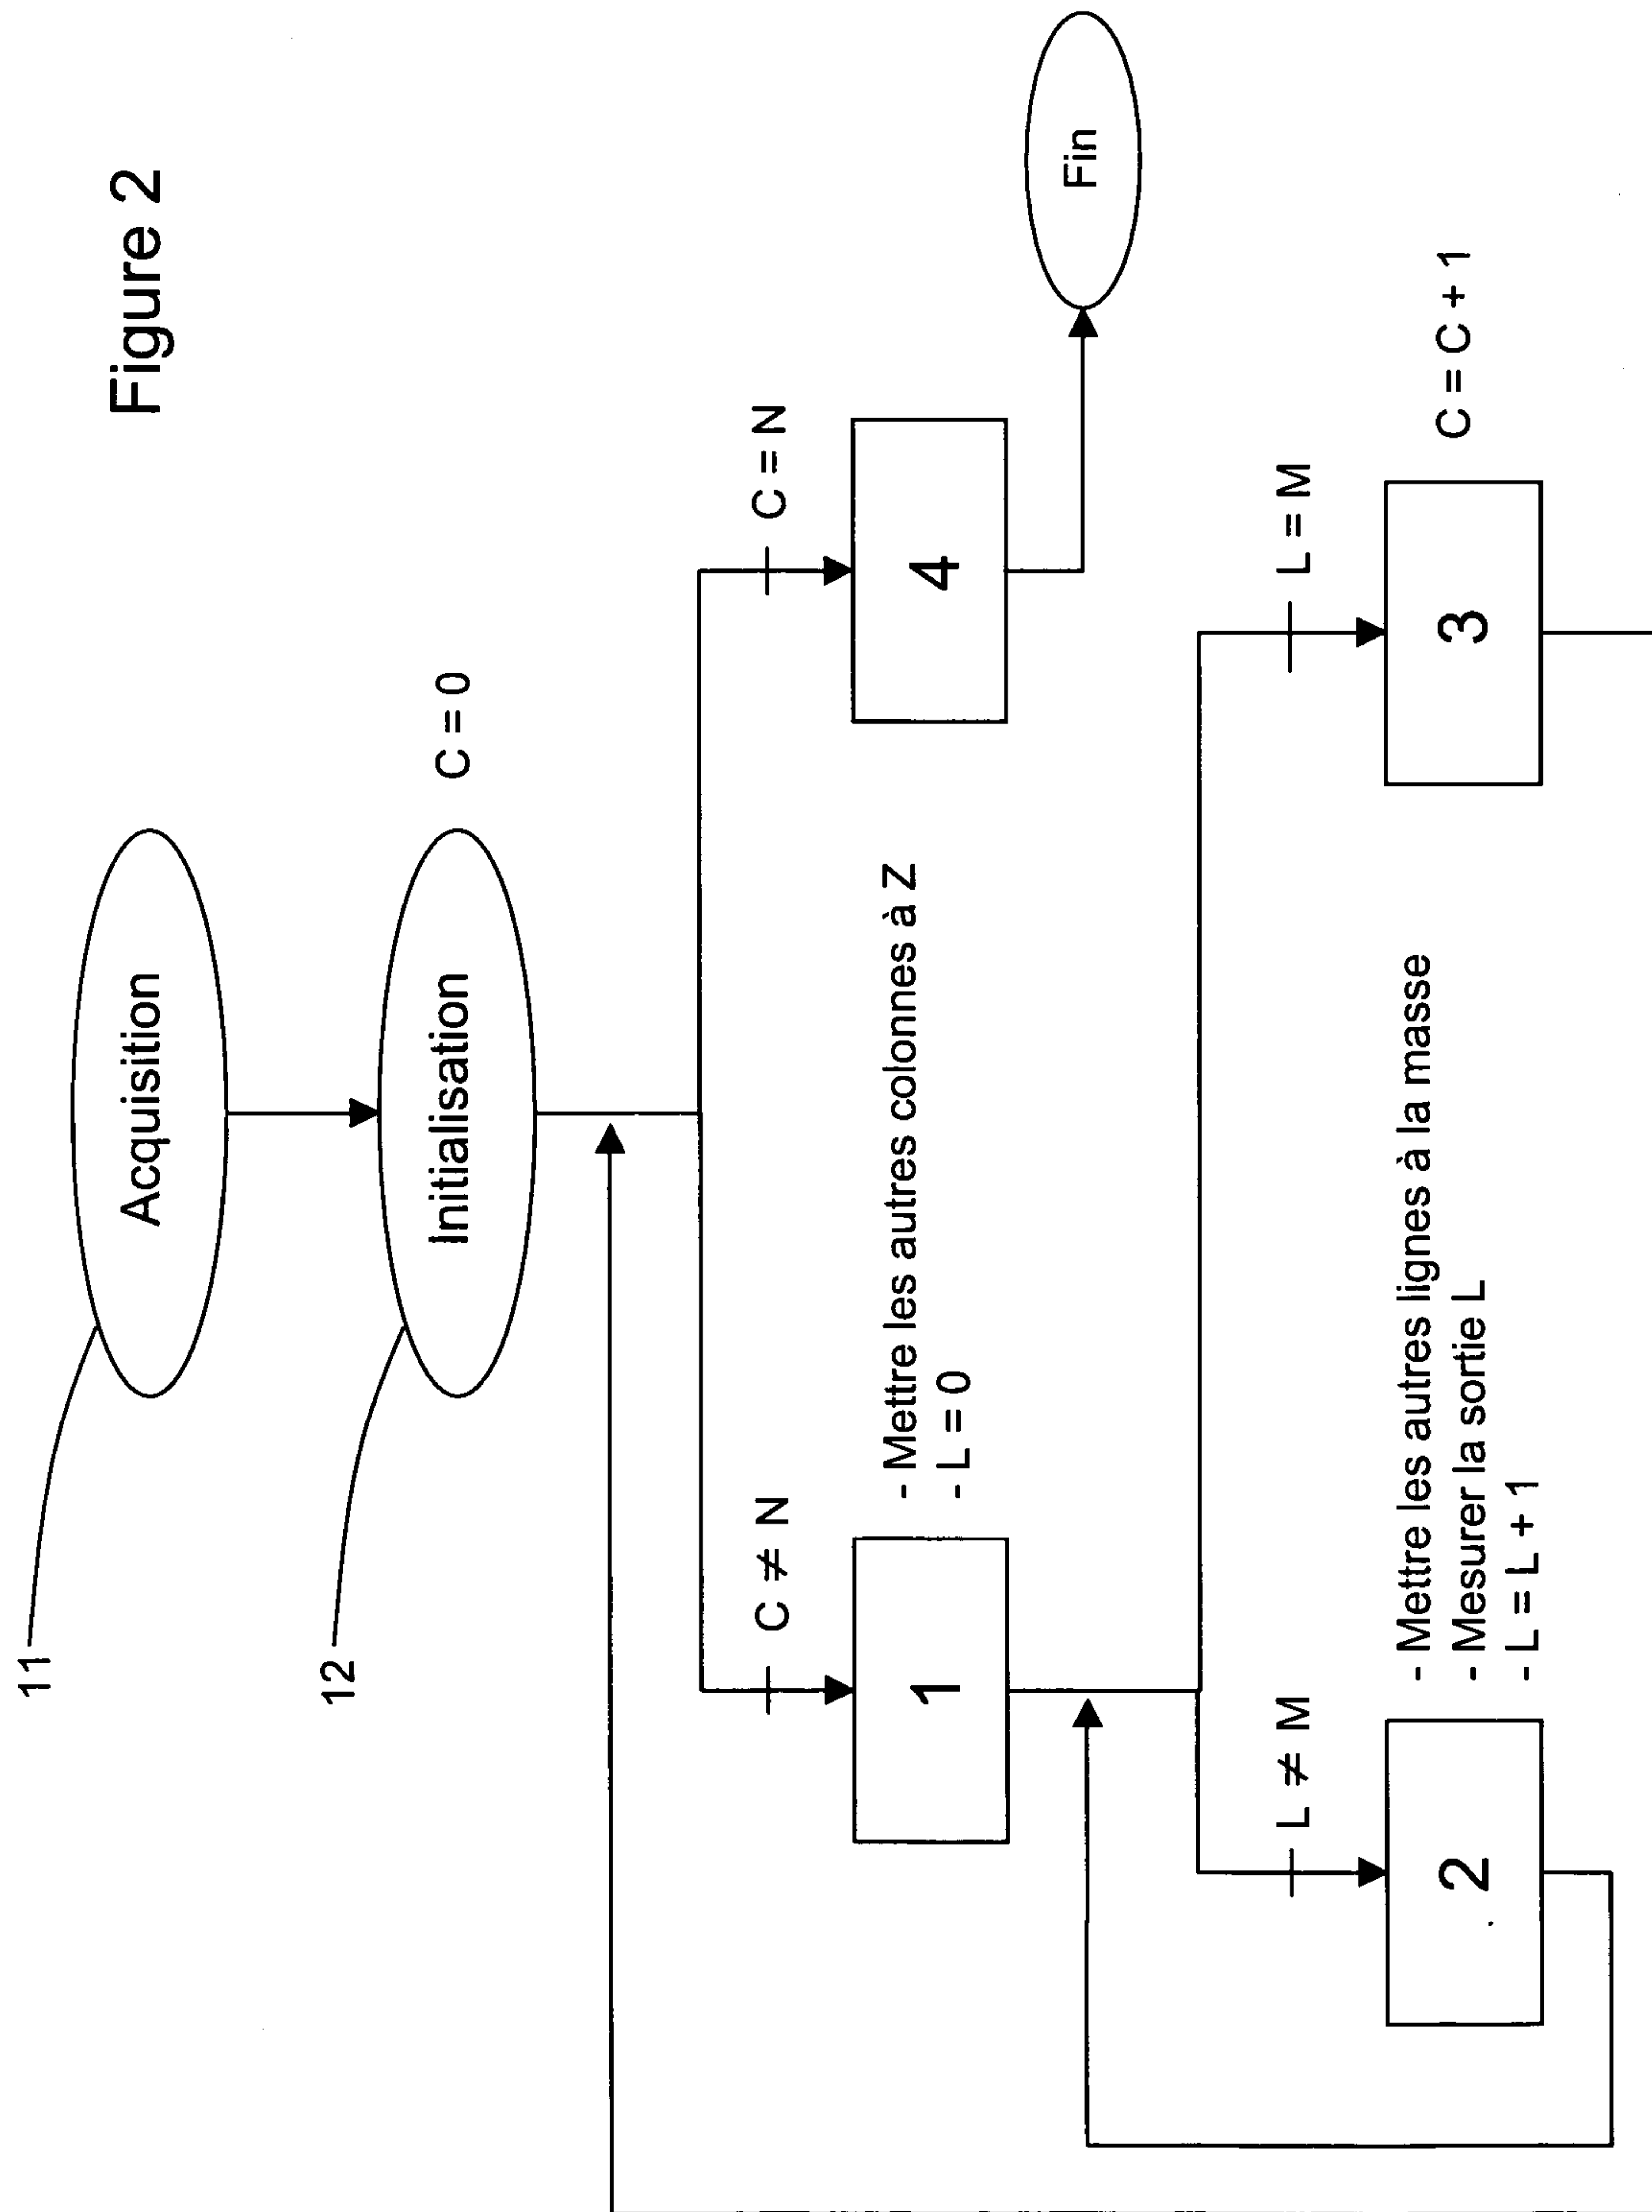 Figure 2
11
Acquisition
12
Initialisation
C = 0
C ≠ N
C = N
1
- Mettre les autres colonnes à Z
- L = 0
4
Fin
L ≠ M
L = M
2
- Mettre les autres lignes à la masse
- Mesurer la sortie L
- L = L + 1
3
C = C + 1